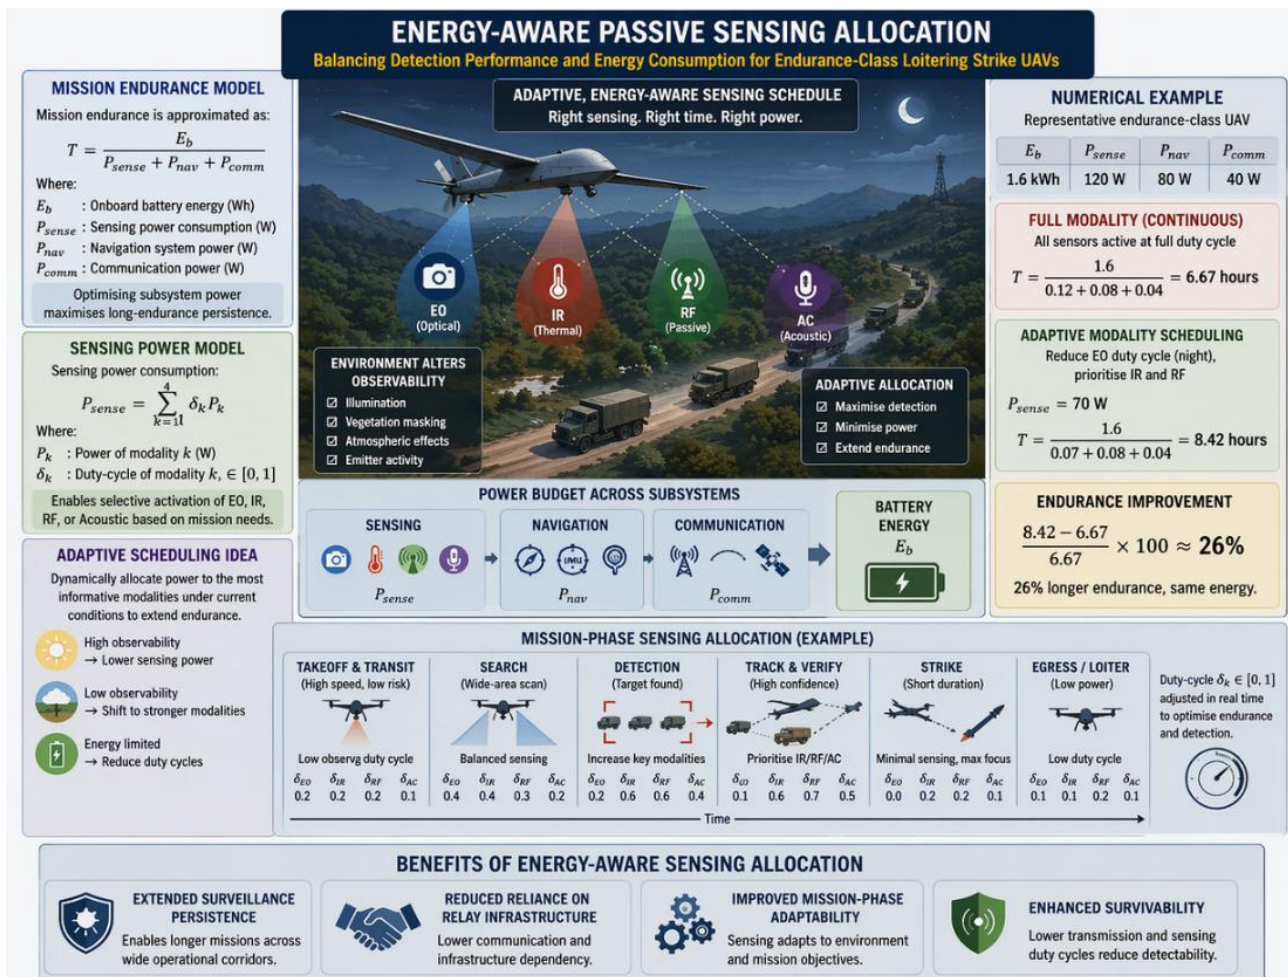 ENERGY-AWARE PASSIVE SENSING ALLOCATION
Balancing Detection Performance and Energy Consumption for Endurance-Class Loitering Strike UAVs
MISSION ENDURANCE MODEL
Mission endurance is approximated as:
T = E_b / (P_sense + P_nav + P_comm)
Where:
E_b : Onboard battery energy (Wh)
P_sense : Sensing power consumption (W)
P_nav : Navigation system power (W)
P_comm : Communication power (W)
Optimising subsystem power
maximises long-endurance persistence.
SENSING POWER MODEL
Sensing power consumption:
P_sense = ∑_{k=1}^{4} δ_k P_k
Where:
P_k : Power of modality k (W)
δ_k : Duty-cycle of modality k, ∈ [0, 1]
Enables selective activation of EO, IR,
RF, or Acoustic based on mission needs.
ADAPTIVE SCHEDULING IDEA
Dynamically allocate power to the most
informative modalities under current
conditions to extend endurance.
High observability
→ Lower sensing power
Low observability
→ Shift to stronger modalities
Energy limited
→ Reduce duty cycles
ADAPTIVE, ENERGY-AWARE SENSING SCHEDULE
Right sensing. Right time. Right power.
EO
(Optical)
IR
(Thermal)
RF
(Passive)
AC
(Acoustic)
ENVIRONMENT ALTERS
OBSERVABILITY
☑ Illumination
☑ Vegetation masking
☑ Atmospheric effects
☑ Emitter activity
ADAPTIVE ALLOCATION
☑ Maximise detection
☑ Minimise power
☑ Extend endurance
POWER BUDGET ACROSS SUBSYSTEMS
SENSING
P_sense
NAVIGATION
IMU
P_nav
COMMUNICATION
P_comm
BATTERY
ENERGY
E_b
NUMERICAL EXAMPLE
Representative endurance-class UAV
E_b P_sense P_nav P_comm
1.6 kWh 120 W 80 W 40 W
FULL MODALITY (CONTINUOUS)
All sensors active at full duty cycle
T = 1.6 / (0.12 + 0.08 + 0.04) = 6.67 hours
ADAPTIVE MODALITY SCHEDULING
Reduce EO duty cycle (night),
prioritise IR and RF
P_sense = 70 W
T = 1.6 / (0.07 + 0.08 + 0.04) = 8.42 hours
ENDURANCE IMPROVEMENT
(8.42 − 6.67) / 6.67 × 100 ≈ 26%
26% longer endurance, same energy.
MISSION-PHASE SENSING ALLOCATION (EXAMPLE)
TAKEOFF & TRANSIT
(High speed, low risk)
Low observg duty cycle
δ_EO δ_IR δ_RF δ_AC
0.2 0.2 0.2 0.1
SEARCH
(Wide-area scan)
Balanced sensing
δ_EO δ_IR δ_RF δ_AC
0.4 0.4 0.3 0.2
DETECTION
(Target found)
Increase key modalities
δ_EO δ_IR δ_RF δ_AC
0.2 0.6 0.6 0.4
TRACK & VERIFY
(High confidence)
Prioritise IR/RF/AC
δ_IR δ_RF δ_AC
0.1 0.6 0.7 0.5
STRIKE
(Short duration)
Minimal sensing, max focus
δ_EO δ_IR δ_RF δ_AC
0.0 0.2 0.2 0.1
EGRESS / LOITER
(Low power)
Low duty cycle
δ_EO δ_IR δ_RF δ_AC
0.1 0.1 0.2 0.1
Time
Duty-cycle δ_k ∈ [0, 1]
adjusted in real time
to optimise endurance
and detection.
BENEFITS OF ENERGY-AWARE SENSING ALLOCATION
EXTENDED SURVEILLANCE
PERSISTENCE
Enables longer missions across
wide operational corridors.
REDUCED RELIANCE ON
RELAY INFRASTRUCTURE
Lower communication and
infrastructure dependency.
IMPROVED MISSION-PHASE
ADAPTABILITY
Sensing adapts to environment
and mission objectives.
ENHANCED SURVIVABILITY
Lower transmission and sensing
duty cycles reduce detectability.